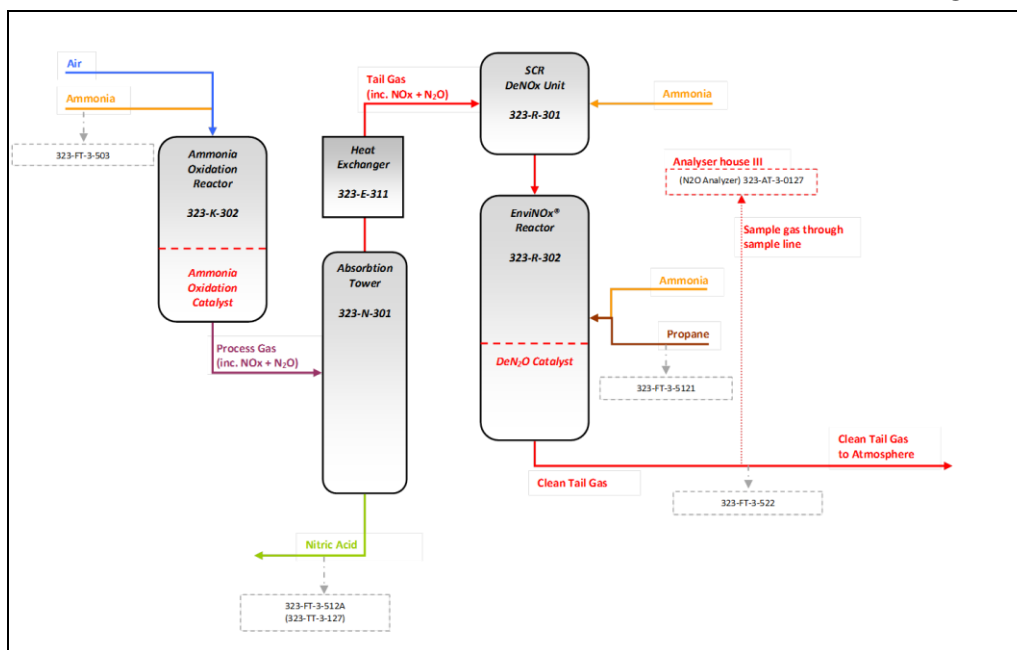 Air
Ammonia
323-FT-3-503
Ammonia
Oxidation
Reactor
323-K-302
Ammonia
Oxidation
Catalyst
Process Gas
(inc. NOx + N₂O)
Heat
Exchanger
323-E-311
Absorbtion
Tower
323-N-301
Nitric Acid
323-FT-3-512A
(323-TT-3-127)
Tail Gas
(inc. NOx + N₂O)
SCR
DeNOx Unit
323-R-301
Ammonia
EnviNOx®
Reactor
323-R-302
DeN₂O Catalyst
Ammonia
Propane
323-FT-3-5121
Analyser house III
(N2O Analyzer) 323-AT-3-0127
Sample gas through
sample line
Clean Tail Gas
Clean Tail Gas
to Atmosphere
323-FT-3-522